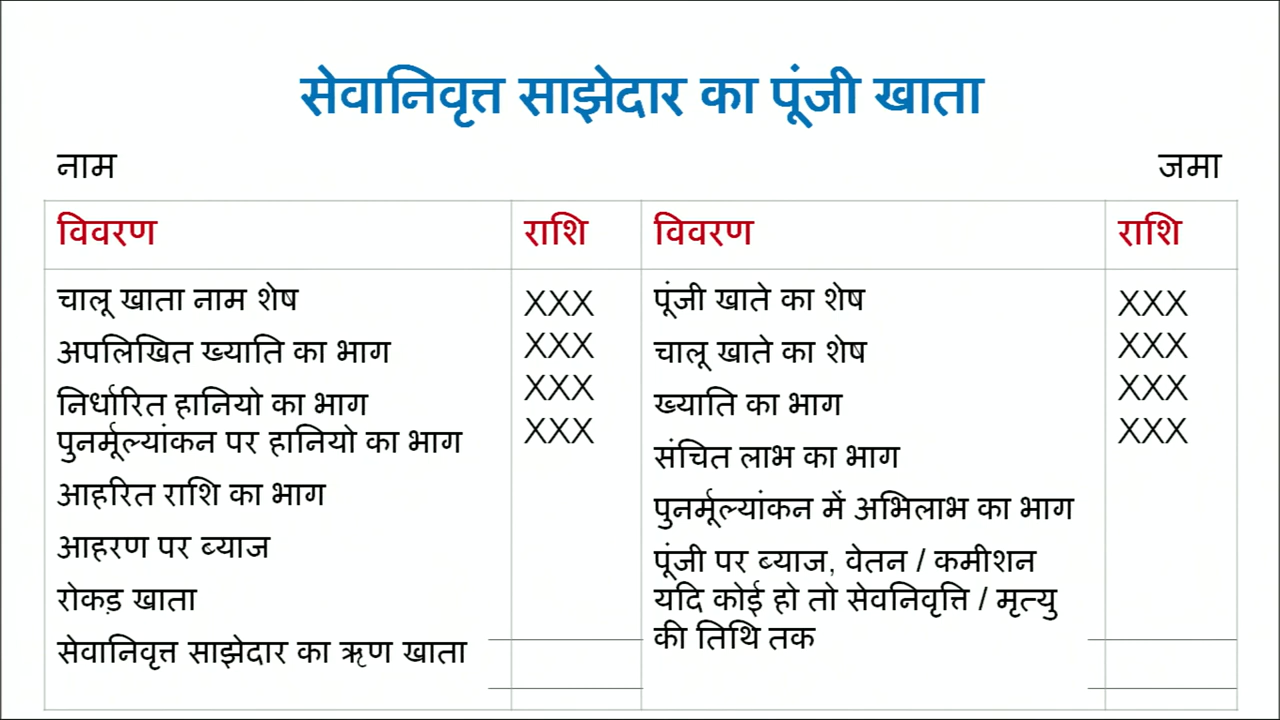 सेवानिवृत्त साझेदार का पूंजी खाता
नाम
जमा
विवरण
राशि
विवरण
राशि
चालू खाता नाम शेष
अपलिखित ख्याति का भाग
निर्धारित हानियो का भाग
पुनर्मूल्यांकन पर हानियो का भाग
आहरित राशि का भाग
आहरण पर ब्याज
रोकड़ खाता
सेवानिवृत्त साझेदार का ऋण खाता
XXX
XXX
XXX
XXX
पूंजी खाते का शेष
चालू खाते का शेष
ख्याति का भाग
संचित लाभ का भाग
पुनर्मूल्यांकन में अभिलाभ का भाग
पूंजी पर ब्याज, वेतन / कमीशन
यदि कोई हो तो सेवनिवृत्ति / मृत्यु
की तिथि तक
XXX
XXX
XXX
XXX